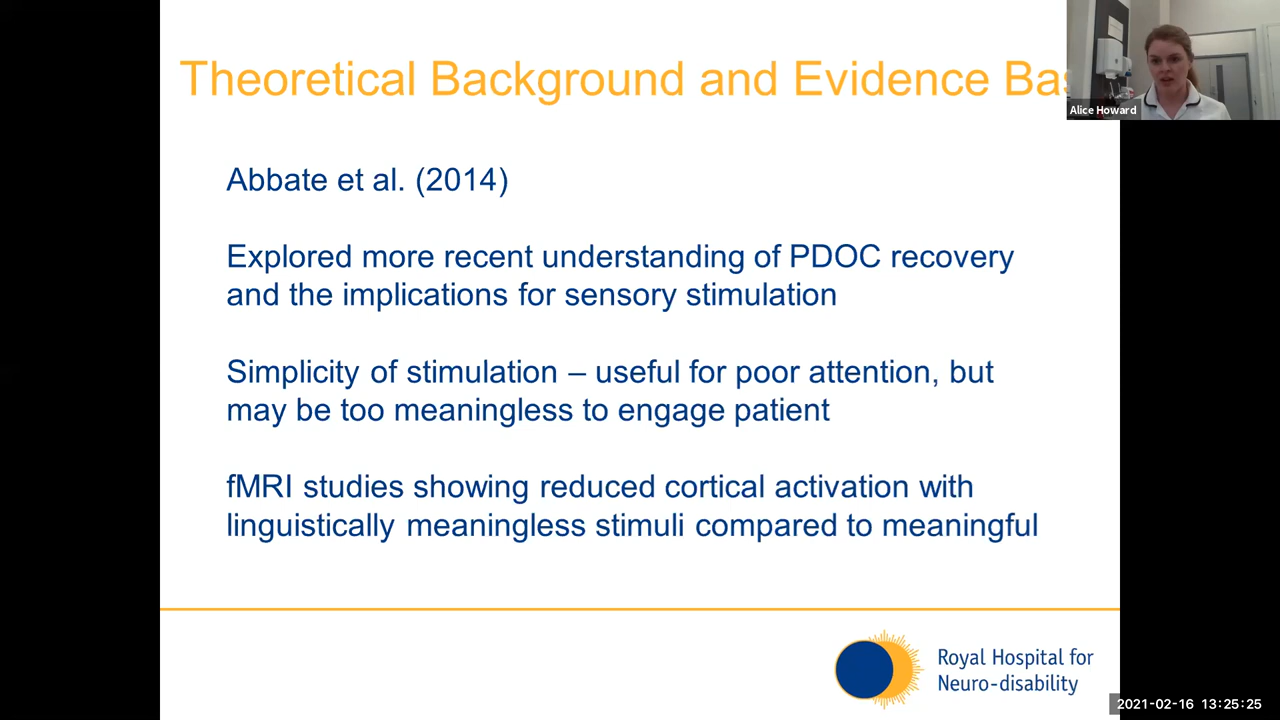 Theoretical Background and Evidence Bas
Alice Howard
Abbate et al. (2014)
Explored more recent understanding of PDOC recovery
and the implications for sensory stimulation
Simplicity of stimulation – useful for poor attention, but
may be too meaningless to engage patient
fMRI studies showing reduced cortical activation with
linguistically meaningless stimuli compared to meaningful
Royal Hospital for
Neuro-disability
2021-02-16 13:25:25